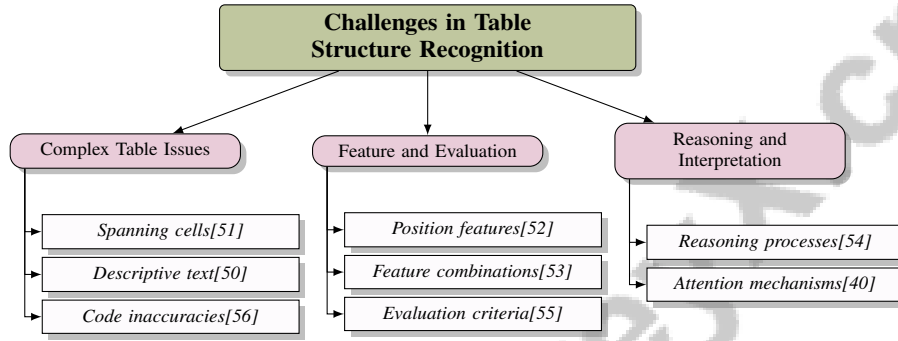 Challenges in Table
Structure Recognition
Complex Table Issues
Spanning cells[51]
Descriptive text[50]
Code inaccuracies[56]
Feature and Evaluation
Position features[52]
Feature combinations[53]
Evaluation criteria[55]
Reasoning and
Interpretation
Reasoning processes[54]
Attention mechanisms[40]